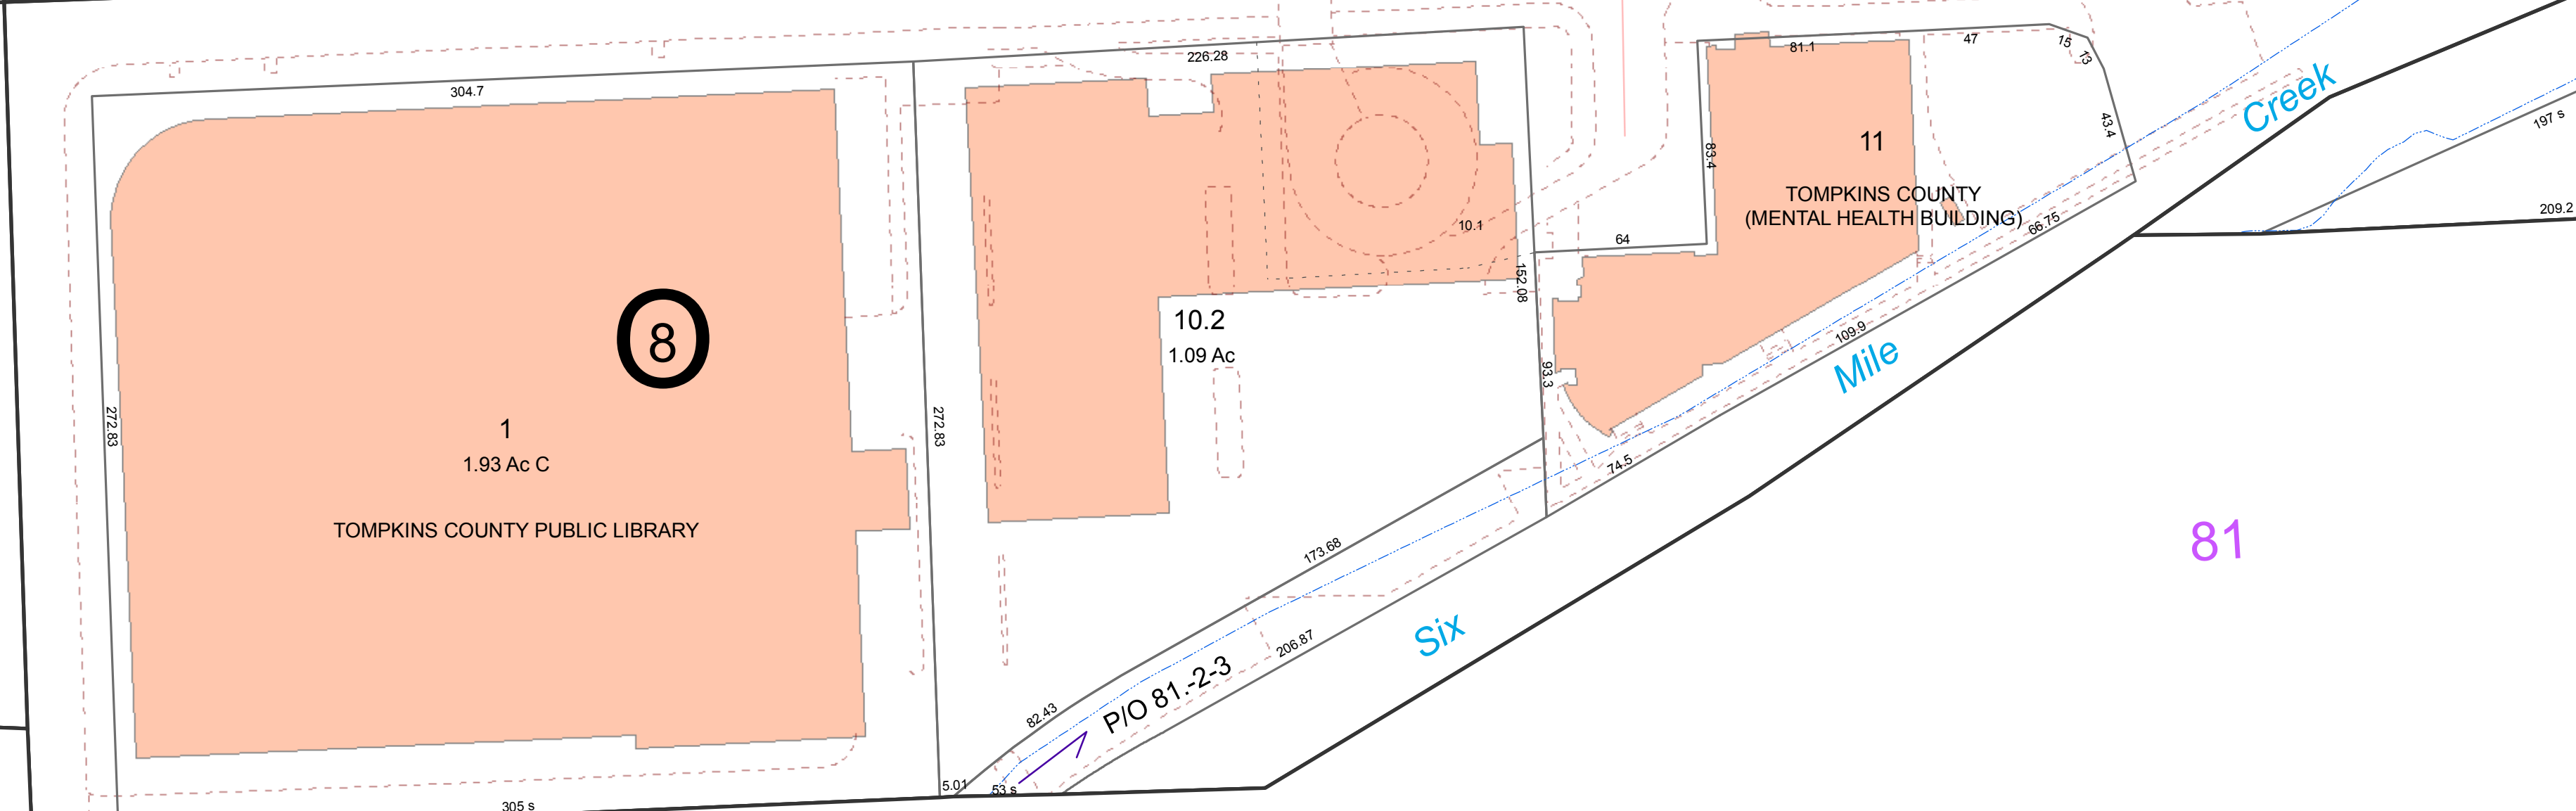 226.28
304.7
81.1
47
15
13
43.4
Creek
197 s
209.2
83.4
11
TOMPKINS COUNTY
(MENTAL HEALTH BUILDING)
66.75
10.1
64
152.08
8
10.2
1.09 Ac
109.9
Mile
93.3
272.83
272.83
1
1.93 Ac C
TOMPKINS COUNTY PUBLIC LIBRARY
74.5
81
173.68
Six
206.87
P/O 81.-2-3
82.43
5.01
53 s
305 s